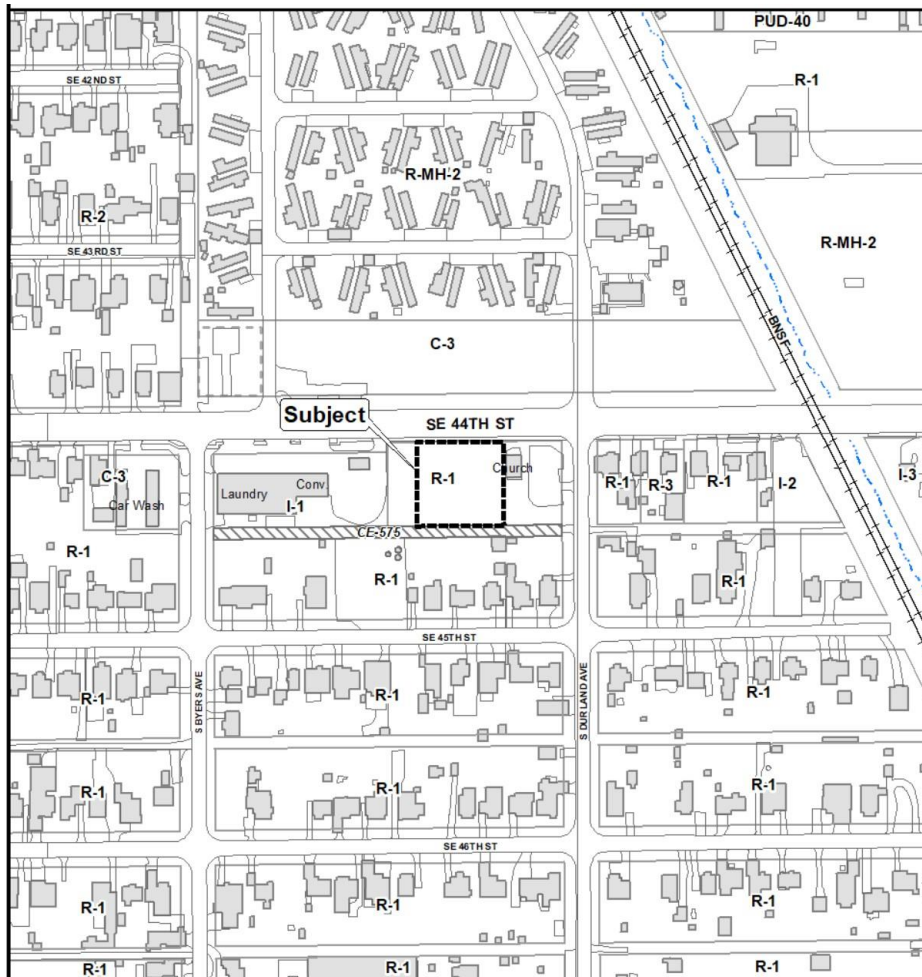 PUD-40
SE 42ND ST
R-1
R-MH-2
R-2
R-MH-2
SE 43RD ST
BNSF
C-3
Subject
SE 44TH ST
C-3
Car Wash
Laundry
Conv.
I-1
R-1
Church
R-1
R-3
R-1
I-2
I-3
CE-575
R-1
R-1
R-1
SE 45TH ST
S BYERS AVE
S DURLAND AVE
R-1
R-1
R-1
R-1
R-1
R-1
SE 46TH ST
R-1
R-1
R-1
R-1
R-1
R-1